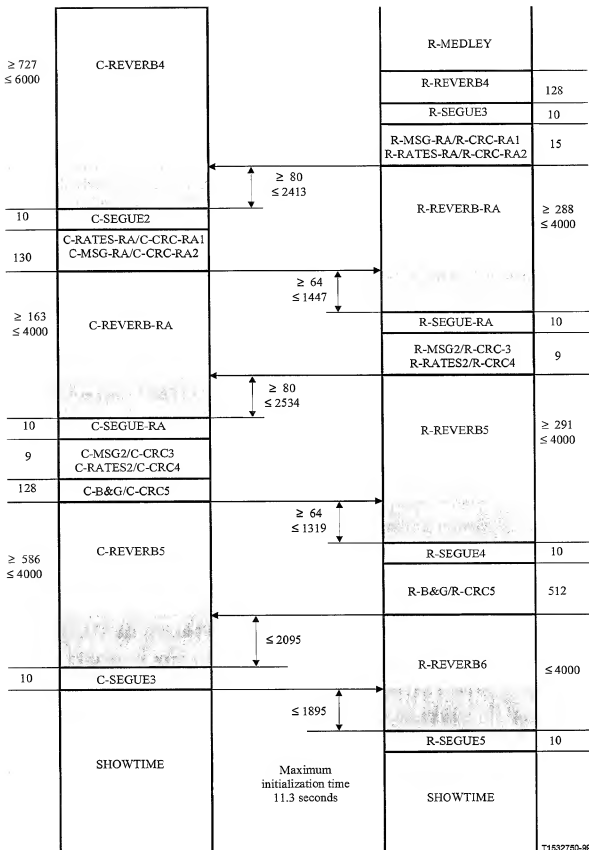 R-MEDLEY
≥ 727
≤ 6000
C-REVERB4
R-REVERB4
128
R-SEGUE3
10
R-MSG-RA/R-CRC-RA1
R-RATES-RA/R-CRC-RA2
15
≥ 80
≤ 2413
R-REVERB-RA
≥ 288
≤ 4000
10
C-SEGUE2
C-RATES-RA/C-CRC-RA1
C-MSG-RA/C-CRC-RA2
130
≥ 64
≤ 1447
≥ 163
≤ 4000
C-REVERB-RA
R-SEGUE-RA
10
R-MSG2/R-CRC-3
R-RATES2/R-CRC4
9
≥ 80
≤ 2534
10
C-SEGUE-RA
R-REVERB5
≥ 291
≤ 4000
9
C-MSG2/C-CRC3
C-RATES2/C-CRC4
128
C-B&G/C-CRC5
≥ 64
≤ 1319
≥ 586
≤ 4000
C-REVERB5
R-SEGUE4
10
R-B&G/R-CRC5
512
≤ 2095
R-REVERB6
≤ 4000
10
C-SEGUE3
≤ 1895
R-SEGUE5
10
SHOWTIME
Maximum
initialization time
11.3 seconds
SHOWTIME
T1532750-99